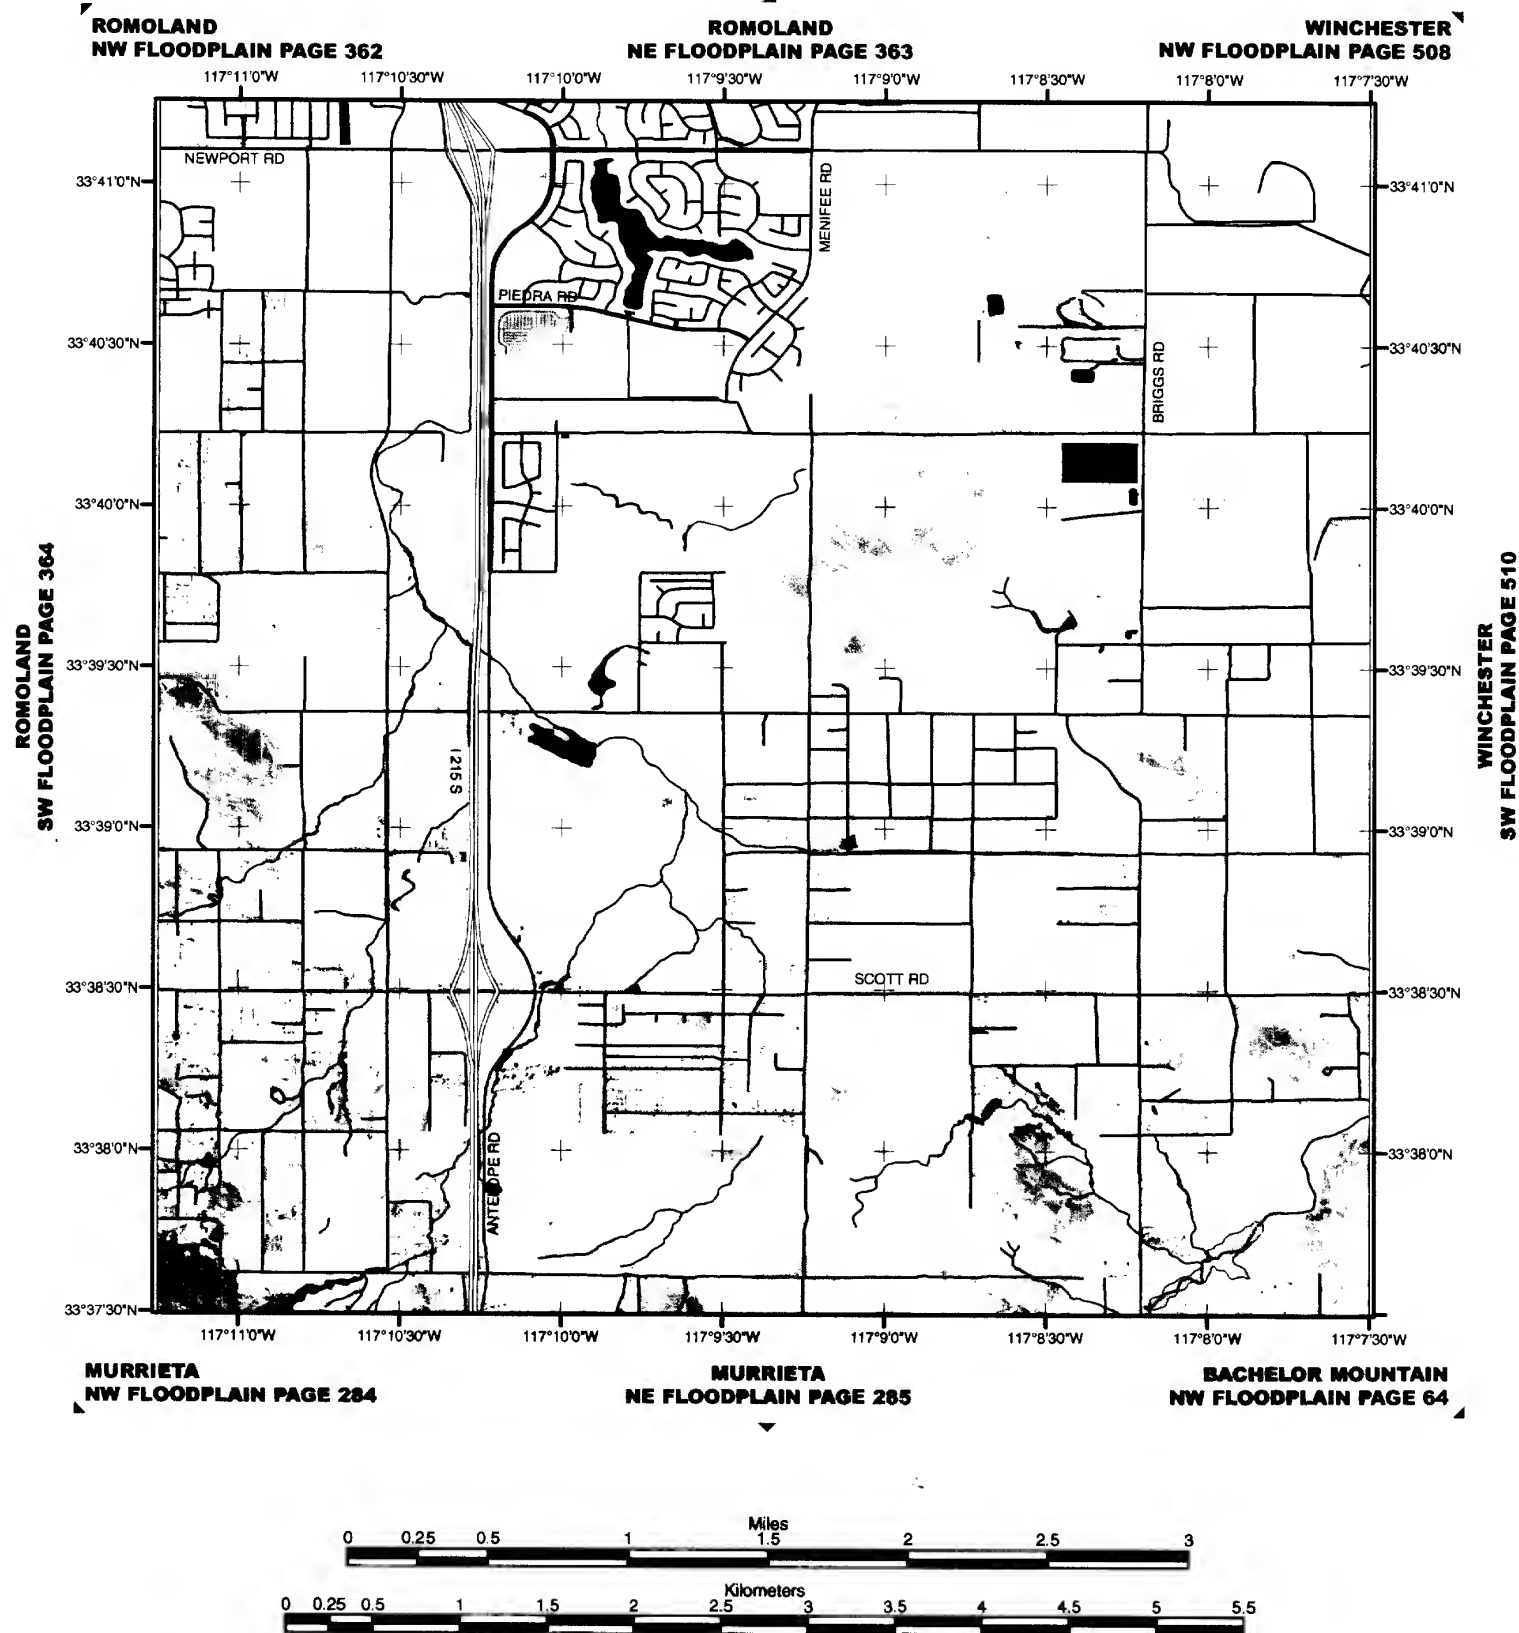 ROMOLAND
NW FLOODPLAIN PAGE 362
ROMOLAND
NE FLOODPLAIN PAGE 363
WINCHESTER
NW FLOODPLAIN PAGE 508
117°11'0"W 117°10'30"W 117°10'0"W 117°9'30"W 117°9'0"W 117°8'30"W 117°8'0"W 117°7'30"W
NEWPORT RD
MENIFEE RD
33°41'0"N 33°41'0"N
PIEDRA RD
33°40'30"N 33°40'30"N
BRIGGS RD
33°40'0"N 33°40'0"N
ROMOLAND
SW FLOODPLAIN PAGE 364
WINCHESTER
SW FLOODPLAIN PAGE 510
33°39'30"N 33°39'30"N
I 215 S
33°39'0"N 33°39'0"N
SCOTT RD
33°38'30"N 33°38'30"N
33°38'0"N 33°38'0"N
ANTELOPE RD
33°37'30"N
117°11'0"W 117°10'30"W 117°10'0"W 117°9'30"W 117°9'0"W 117°8'30"W 117°8'0"W 117°7'30"W
MURRIETA
NW FLOODPLAIN PAGE 284
MURRIETA
NE FLOODPLAIN PAGE 285
BACHELOR MOUNTAIN
NW FLOODPLAIN PAGE 64
Miles
0 0.25 0.5 1 1.5 2 2.5 3
Kilometers
0 0.25 0.5 1 1.5 2 2.5 3 3.5 4 4.5 5 5.5